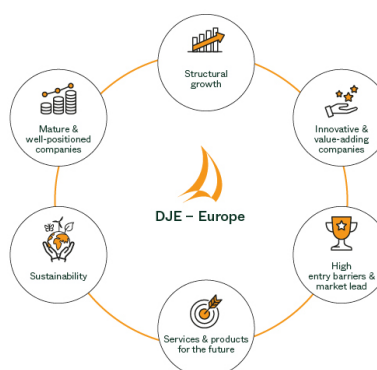 Structural
growth
Innovative &
value-adding
companies
High
entry barriers &
market lead
Services & products
for the future
Sustainability
Mature &
well-positioned
companies
DJE – Europe